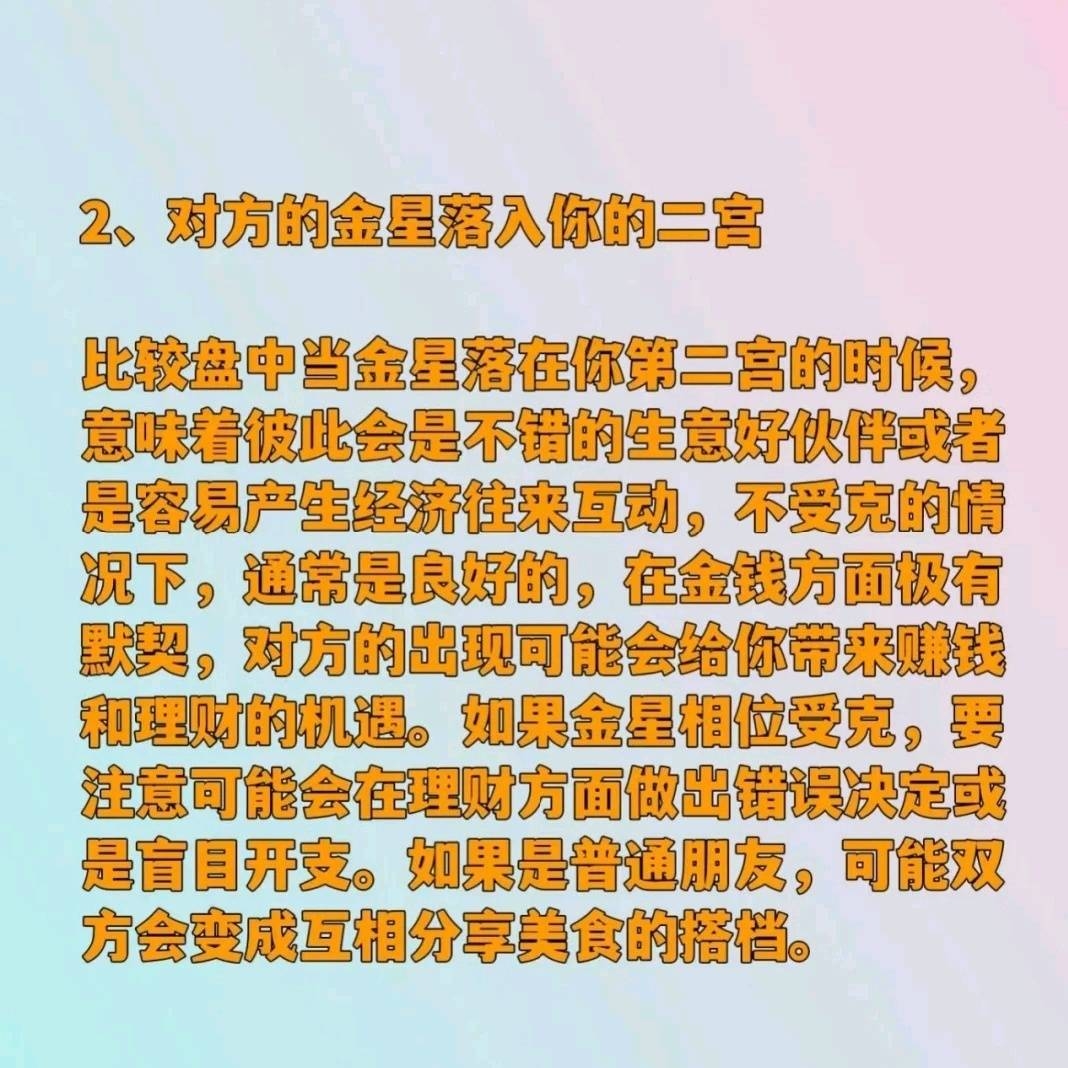 2、对方的金星落入你的二宫
比较盘中当金星落在你第二宫的时候，
意味着彼此会是不错的生意好伙伴或者
是容易产生经济往来互动，不受克的情
况下，通常是良好的，在金钱方面极有
默契，对方的出现可能会给你带来赚钱
和理财的机遇。如果金星相位受克，要
注意可能会在理财方面做出错误决定或
是盲目开支。如果是普通朋友，可能双
方会变成互相分享美食的搭档。